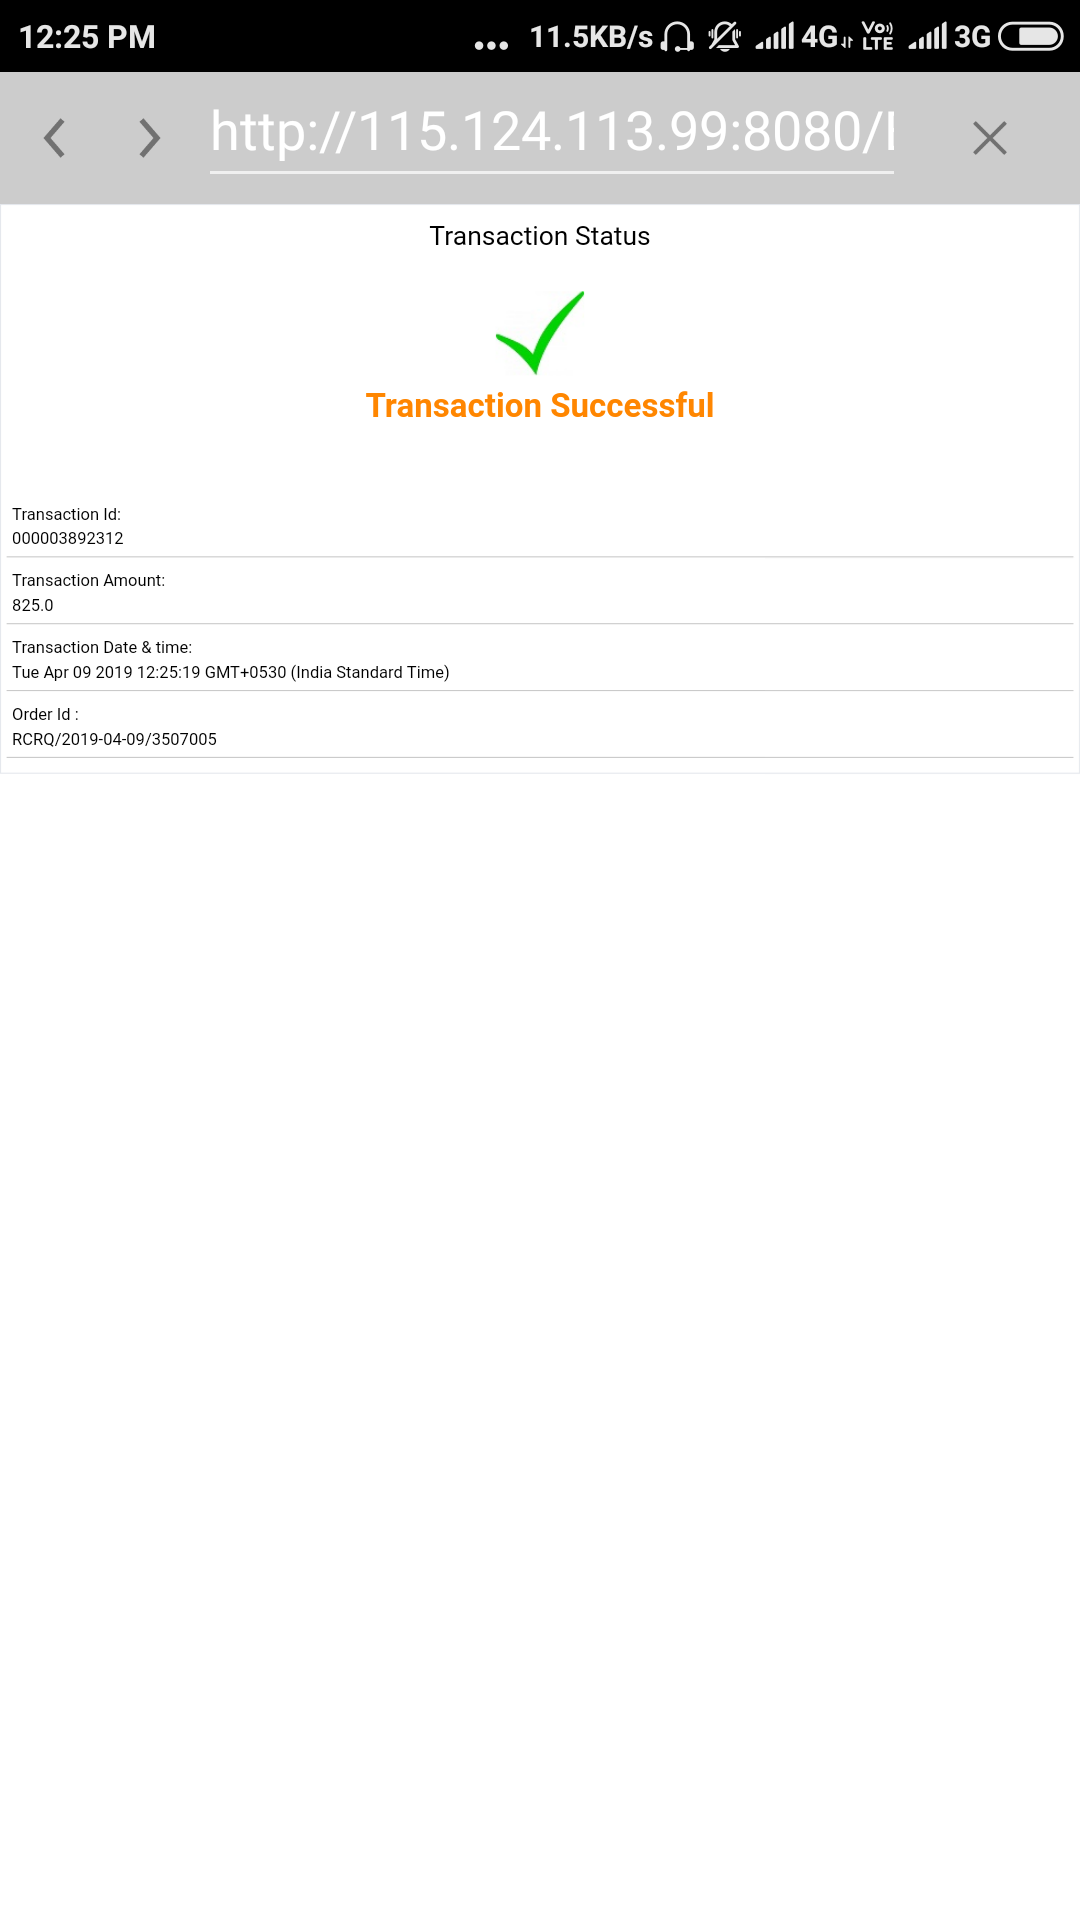 12:25 PM
... 11.5KB/s 4G VoLTE 3G
http://115.124.113.99:8080/
Transaction Status
Transaction Successful
Transaction Id:
000003892312
Transaction Amount:
825.0
Transaction Date & time:
Tue Apr 09 2019 12:25:19 GMT+0530 (India Standard Time)
Order Id :
RCRQ/2019-04-09/3507005